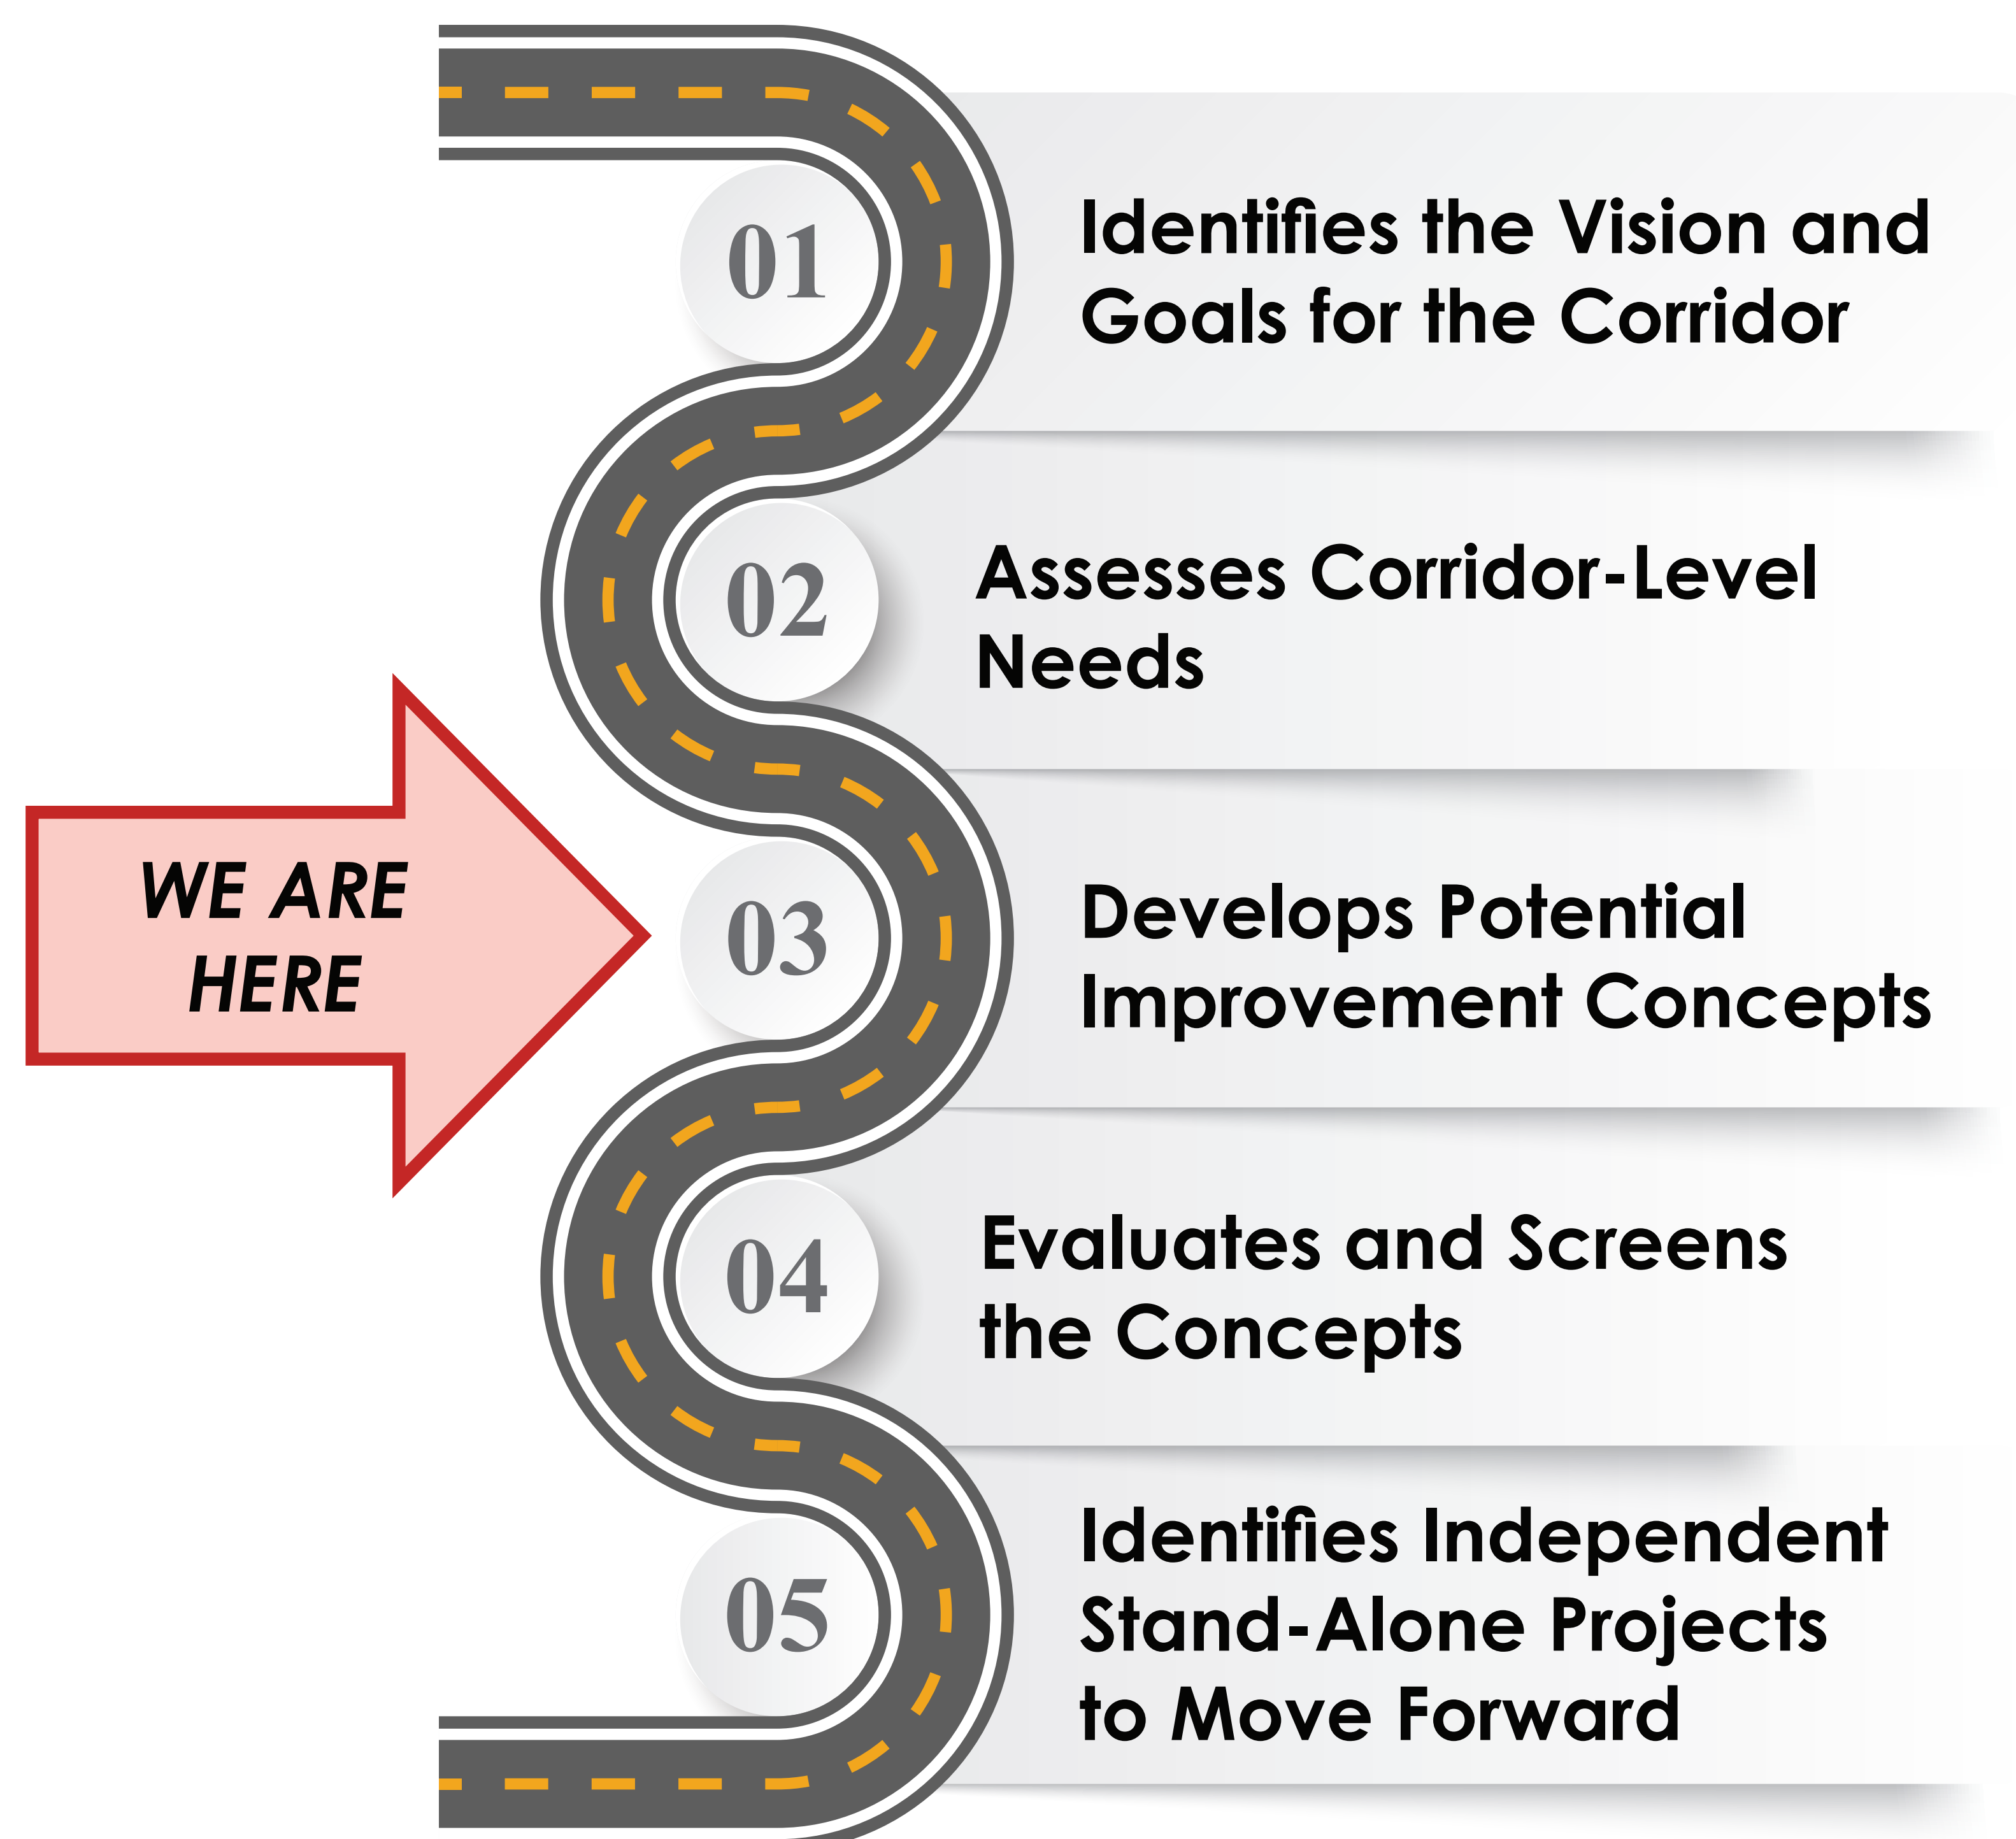 01
Identifies the Vision and
Goals for the Corridor
02
Assesses Corridor-Level
Needs
WE ARE
HERE
03
Develops Potential
Improvement Concepts
04
Evaluates and Screens
the Concepts
05
Identifies Independent
Stand-Alone Projects
to Move Forward